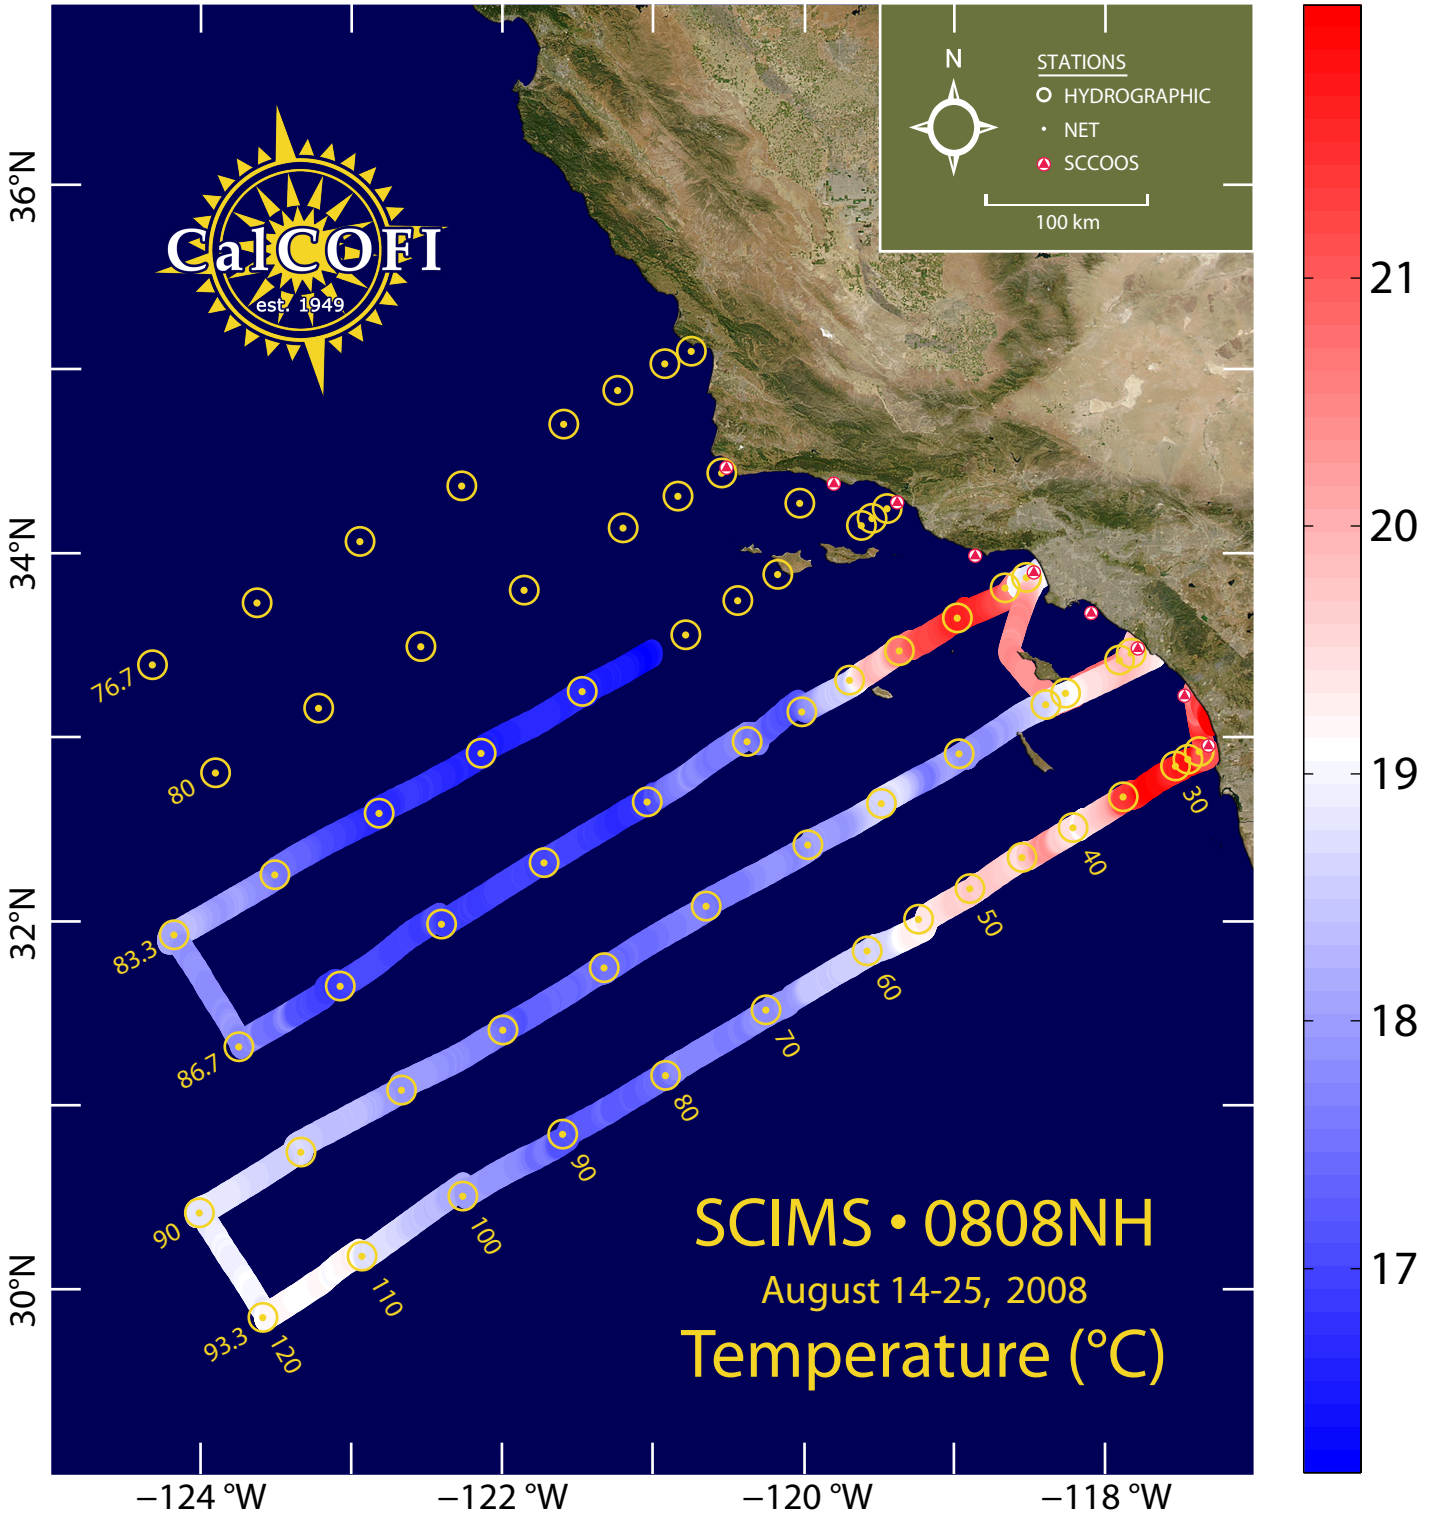 N
STATIONS
HYDROGRAPHIC
NET
SCCOOS
100 km
CalCOFI
est. 1949
36°N
34°N
32°N
30°N
76.7
80
83.3
86.7
90
93.3
30
40
50
60
70
80
90
100
110
120
SCIMS • 0808NH
August 14-25, 2008
Temperature (°C)
−124 °W
−122 °W
−120 °W
−118 °W
21
20
19
18
17